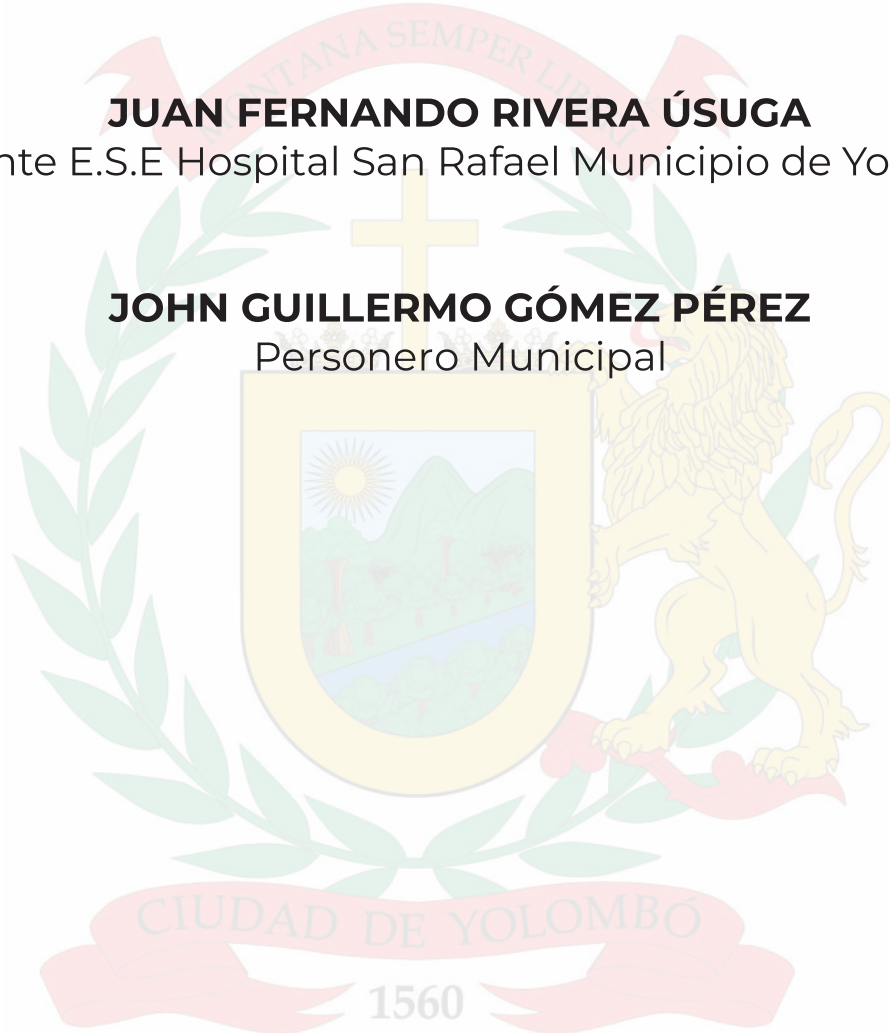 MONTANA SEMPER LIBERA
JUAN FERNANDO RIVERA ÚSUGA
nte E.S.E Hospital San Rafael Municipio de Yo
JOHN GUILLERMO GÓMEZ PÉREZ
Personero Municipal
CIUDAD DE YOLOMBÓ
1560